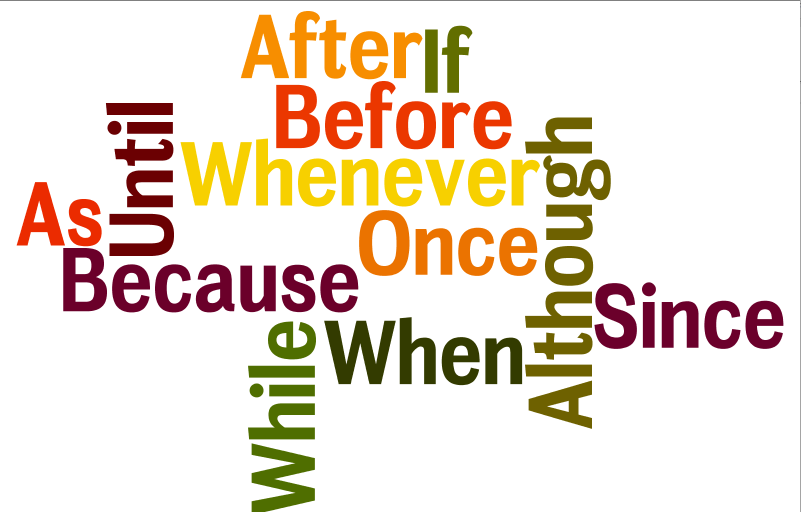 After
If
Before
Until
Whenever
Although
As
Once
Because
Since
When
While